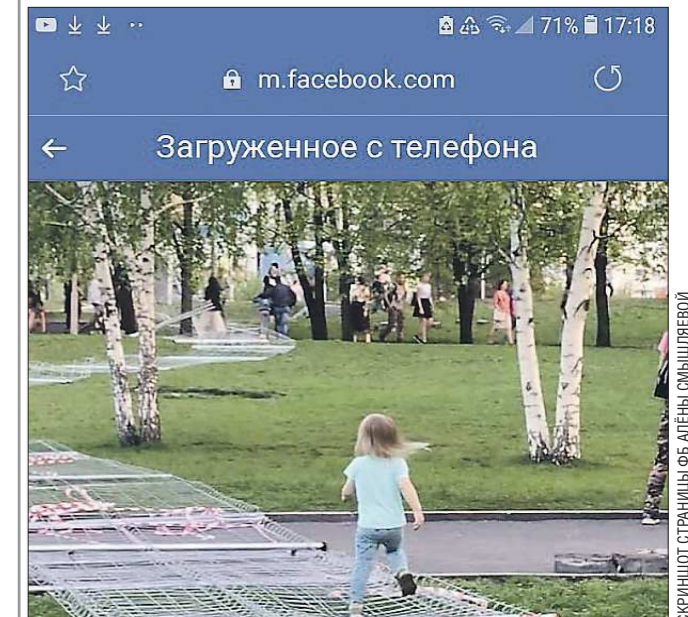 71% 17:18
m.facebook.com
Загруженное с телефона
СКРИНШОТ СТРАНИЦЫ ФБ АЛЁНЫ СМЫШЛЯЕВОЙ